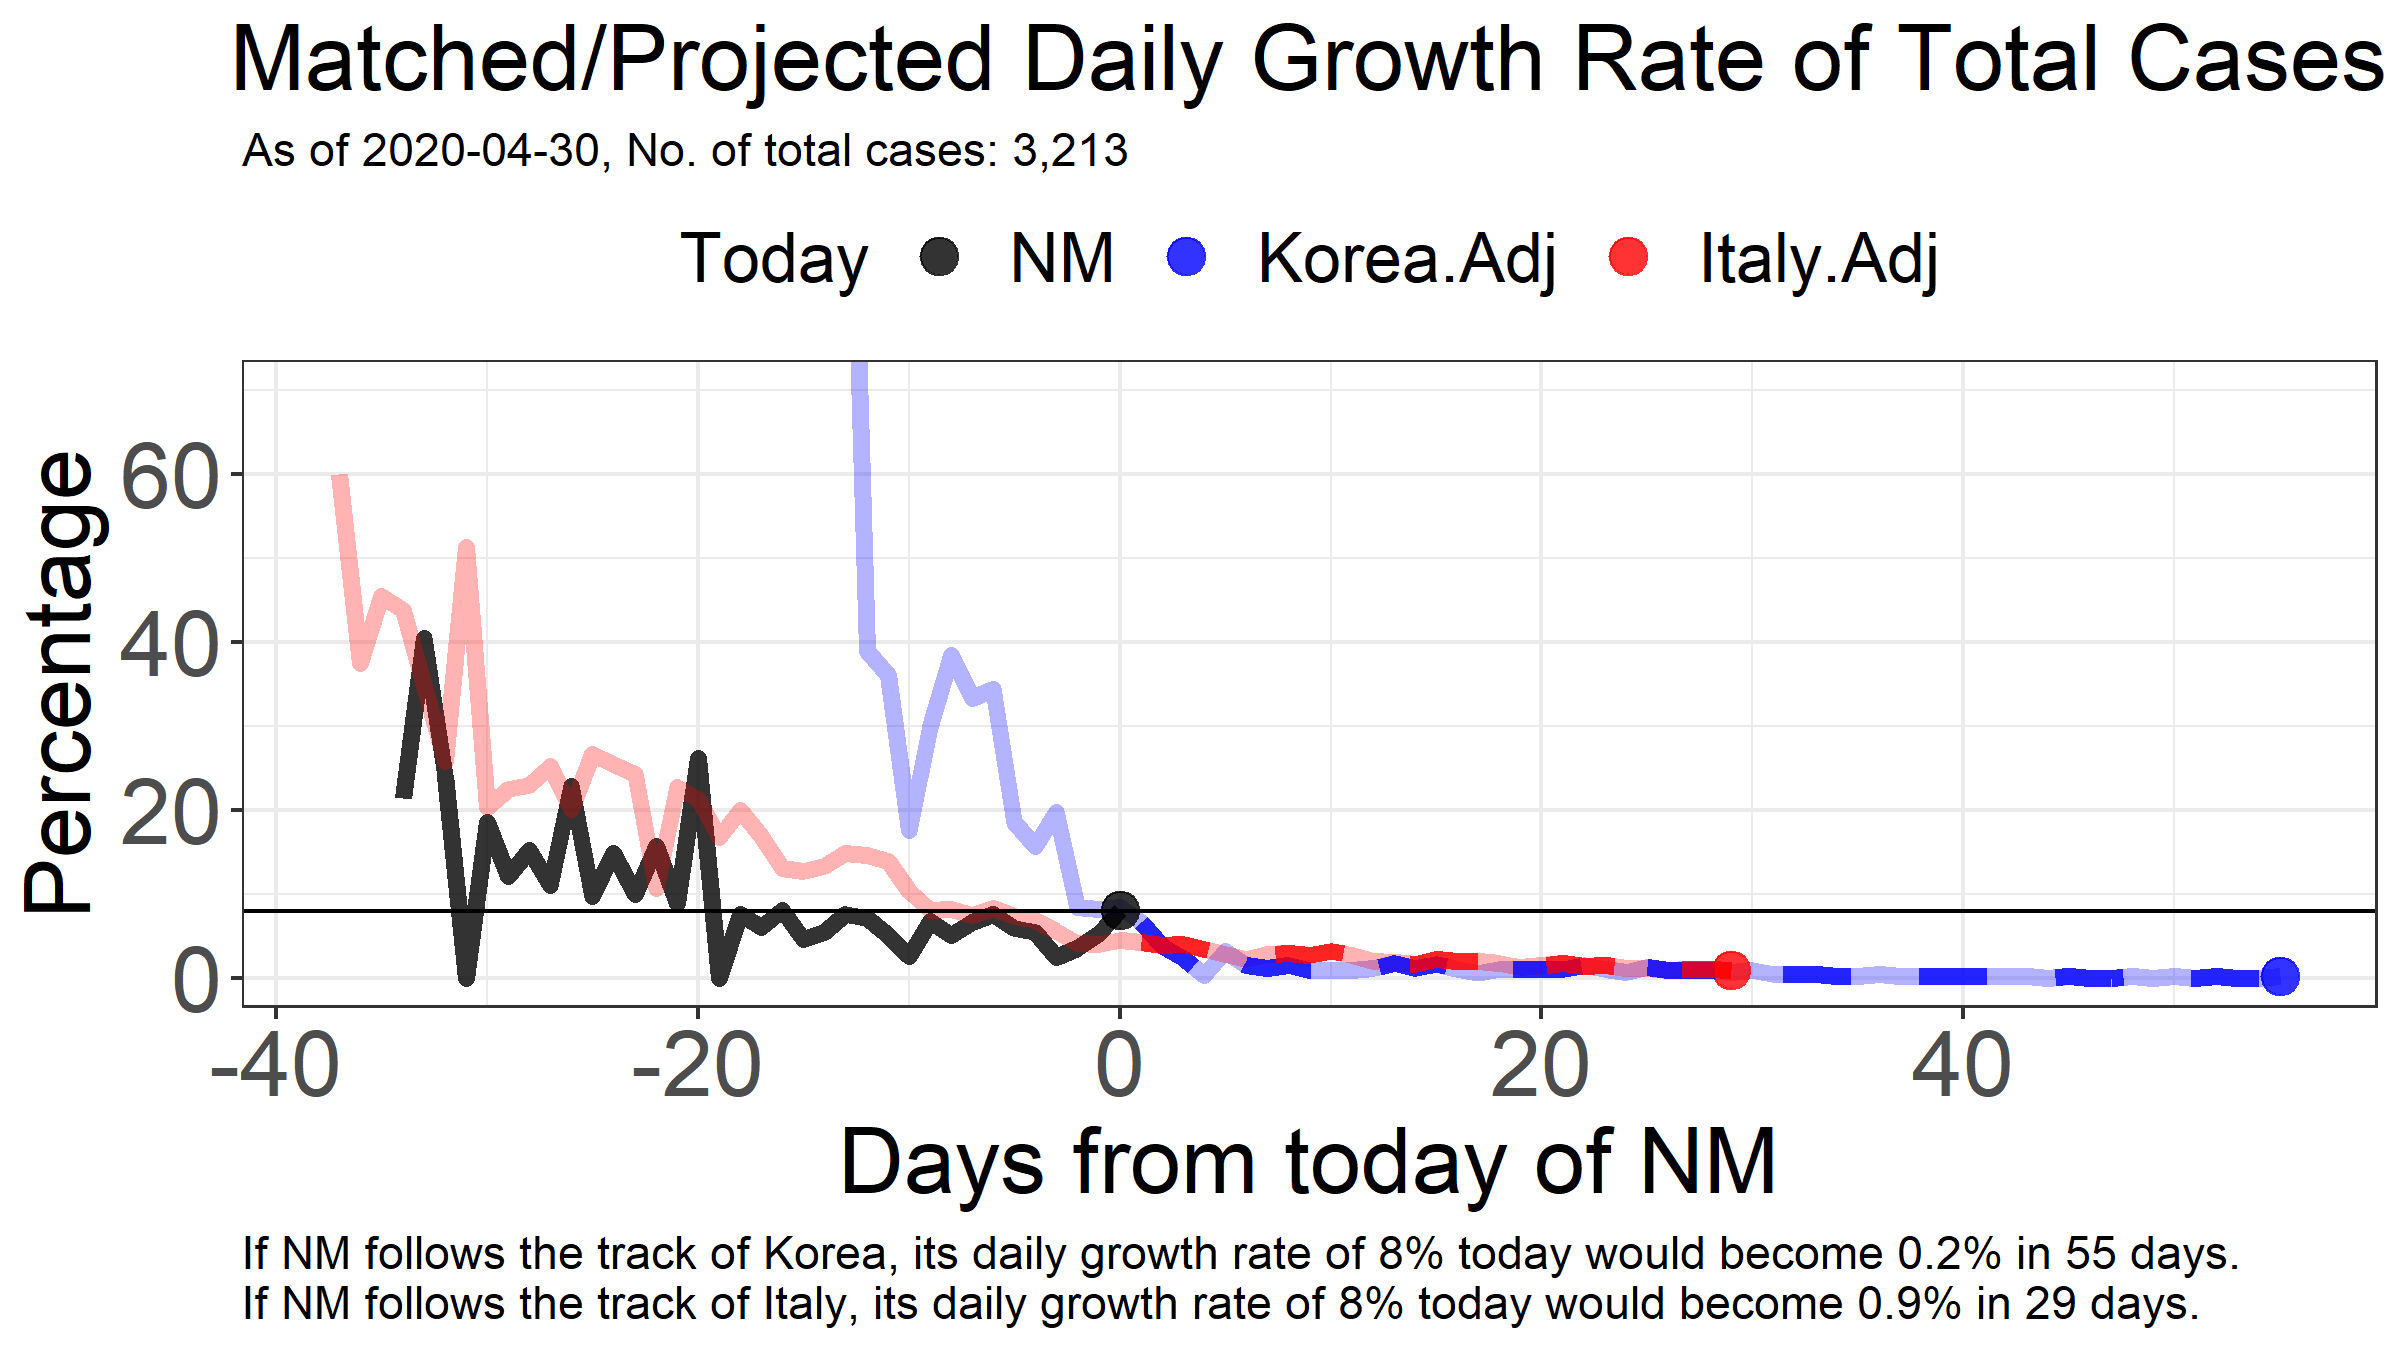 Matched/Projected Daily Growth Rate of Total Cases
As of 2020-04-30, No. of total cases: 3,213
Today NM Korea.Adj Italy.Adj
Percentage
60
40
20
0
-40 -20 0 20 40
Days from today of NM
If NM follows the track of Korea, its daily growth rate of 8% today would become 0.2% in 55 days.
If NM follows the track of Italy, its daily growth rate of 8% today would become 0.9% in 29 days.